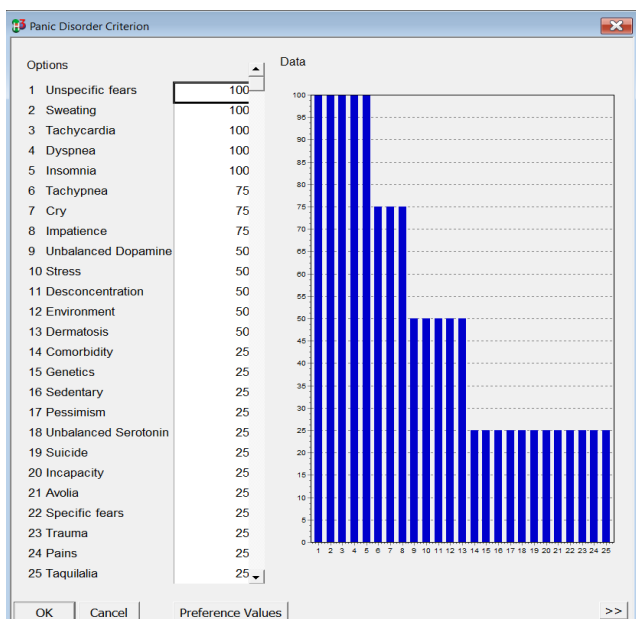 Panic Disorder Criterion
Options
1 Unspecific fears 100
2 Sweating 100
3 Tachycardia 100
4 Dyspnea 100
5 Insomnia 100
6 Tachypnea 75
7 Cry 75
8 Impatience 75
9 Unbalanced Dopamine 50
10 Stress 50
11 Desconcentration 50
12 Environment 50
13 Dermatosis 50
14 Comorbidity 25
15 Genetics 25
16 Sedentary 25
17 Pessimism 25
18 Unbalanced Serotonin 25
19 Suicide 25
20 Incapacity 25
21 Avolia 25
22 Specific fears 25
23 Trauma 25
24 Pains 25
25 Taquilalia 25
Data
100
95
90
85
80
75
70
65
60
55
50
45
40
35
30
25
20
15
10
5
0
1 2 3 4 5 6 7 8 9 10 11 12 13 14 15 16 17 18 19 20 21 22 23 24 25
OK Cancel Preference Values >>